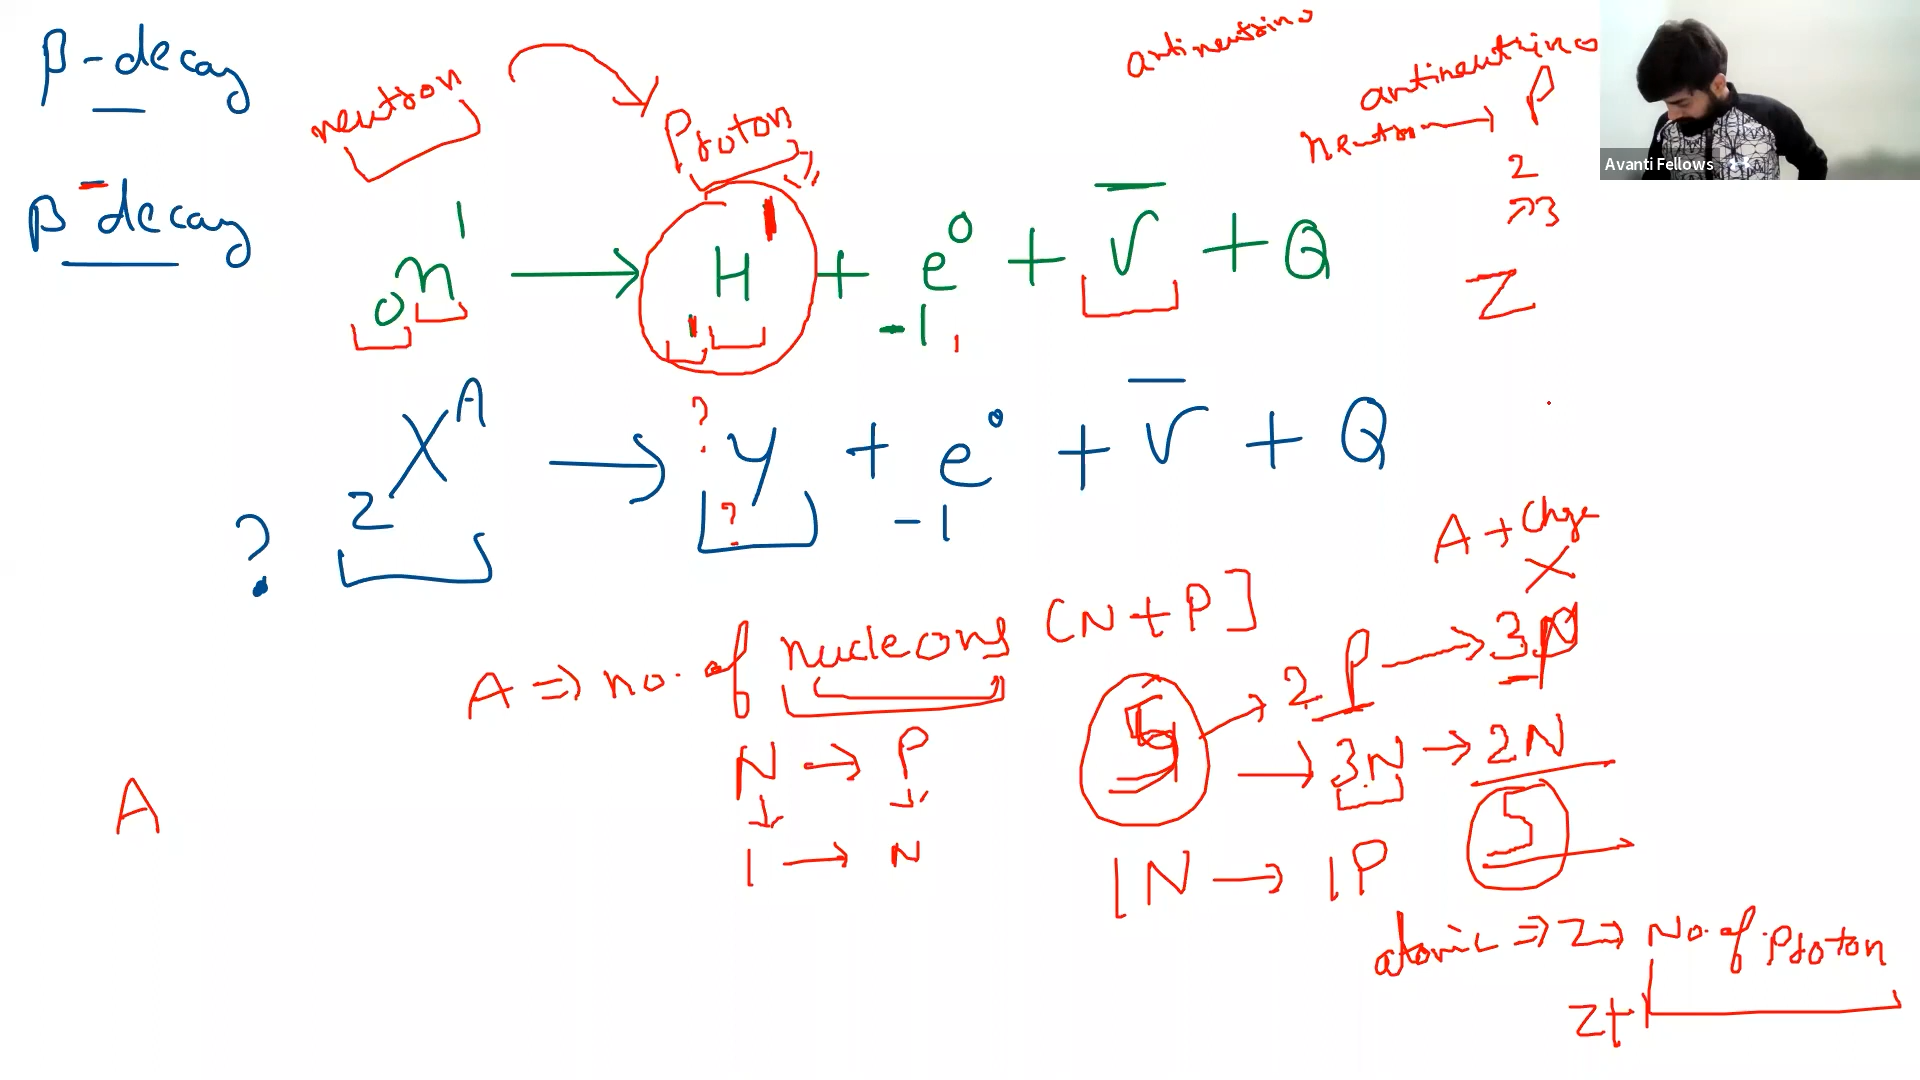 β-decay
antineutrino
antineutrino
neutron
Proton
neutron → P
Avanti Fellows
2
β⁻ decay
₀n¹ → ₁H¹ + ₋₁e⁰ + ν̄ + Q
Z
? zXᴬ → ?Y? + ₋₁e⁰ + ν̄ + Q
A → Chge
X
A ⇒ no. of nucleons [N + P]
2P → 3P
5
N → P
3N → 2N
A
5
1 → N
1N → 1P
atomic ⇒ Z ⇒ No. of Proton
Z+1